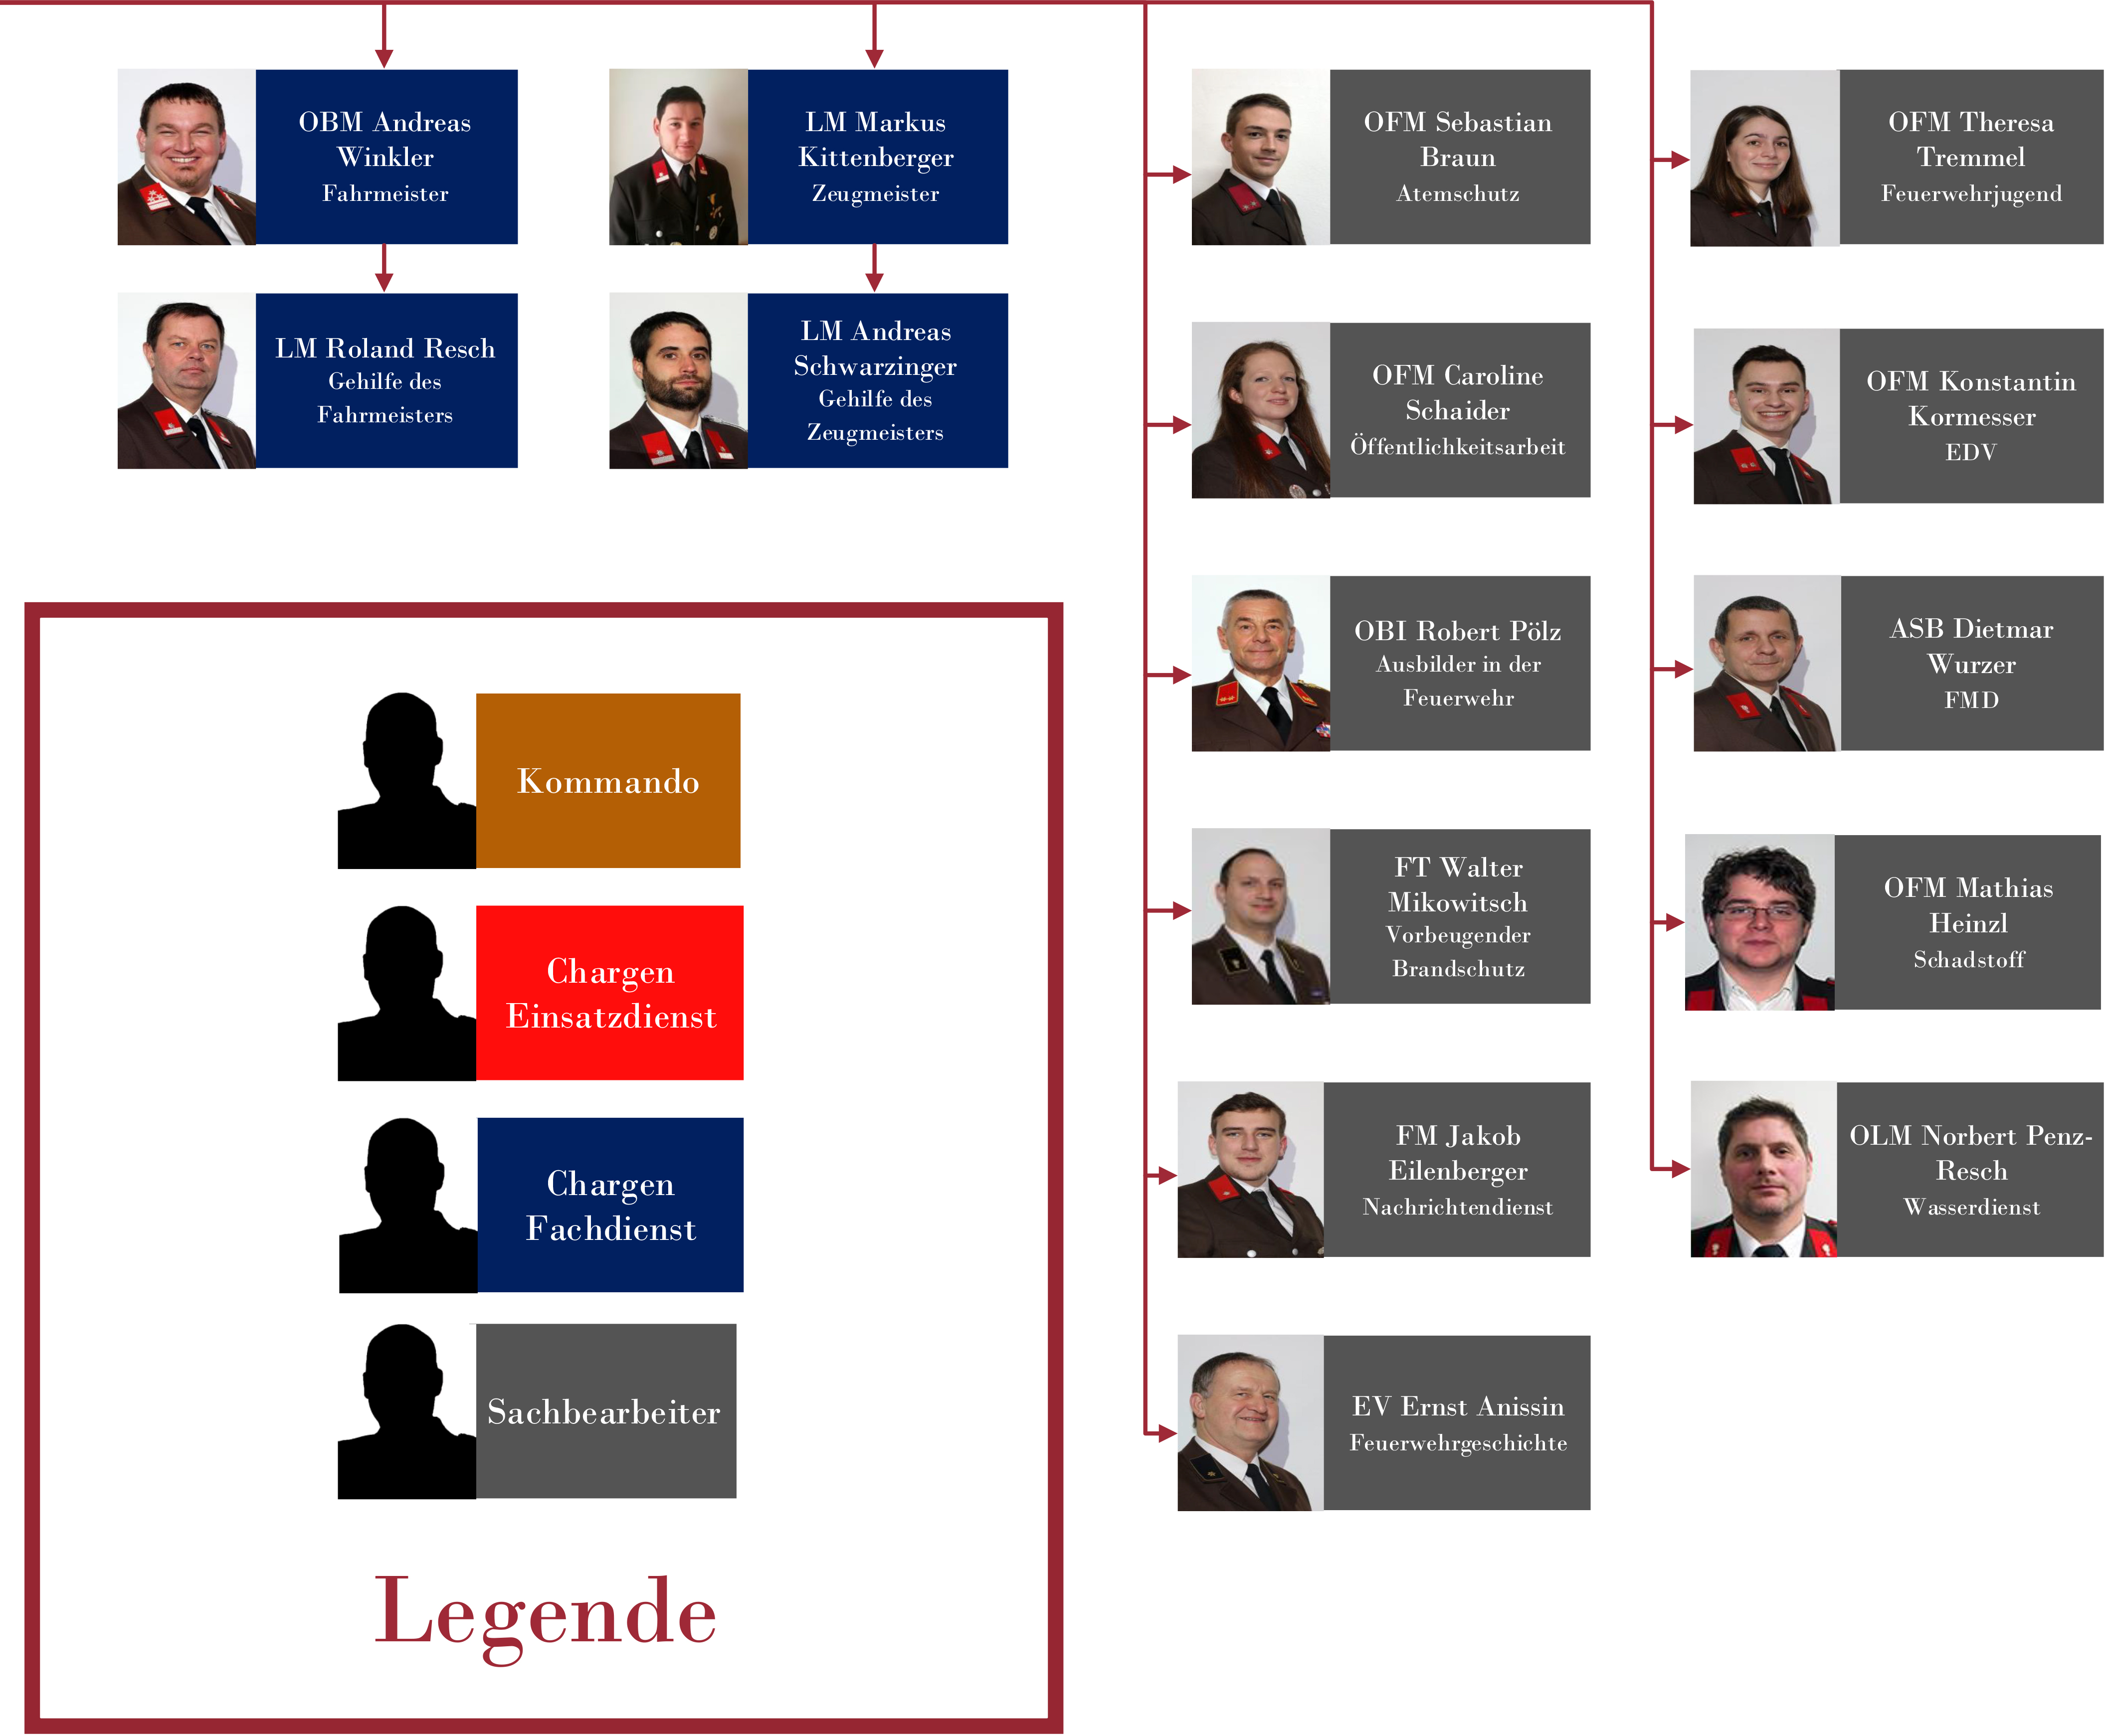 OBM Andreas
Winkler
Fahrmeister
LM Markus
Kittenberger
Zeugmeister
LM Roland Resch
Gehilfe des
Fahrmeisters
LM Andreas
Schwarzinger
Gehilfe des
Zeugmeisters
OFM Sebastian
Braun
Atemschutz
OFM Caroline
Schaider
Öffentlichkeitsarbeit
OBI Robert Pölz
Ausbilder in der
Feuerwehr
FT Walter
Mikowitsch
Vorbeugender
Brandschutz
FM Jakob
Eilenberger
Nachrichtendienst
EV Ernst Anissin
Feuerwehrgeschichte
OFM Theresa
Tremmel
Feuerwehrjugend
OFM Konstantin
Kormesser
EDV
ASB Dietmar
Wurzer
FMD
OFM Mathias
Heinzl
Schadstoff
OLM Norbert Penz-
Resch
Wasserdienst
Kommando
Chargen
Einsatzdienst
Chargen
Fachdienst
Sachbearbeiter
Legende